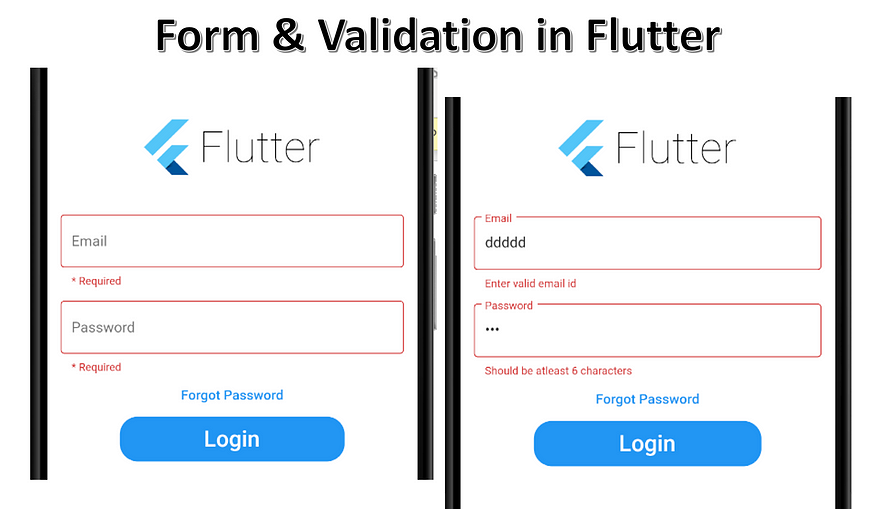 Form & Validation in Flutter
Flutter
Email
* Required
Password
* Required
Forgot Password
Login
Flutter
Email
ddddd
Enter valid email id
Password
•••
Should be atleast 6 characters
Forgot Password
Login